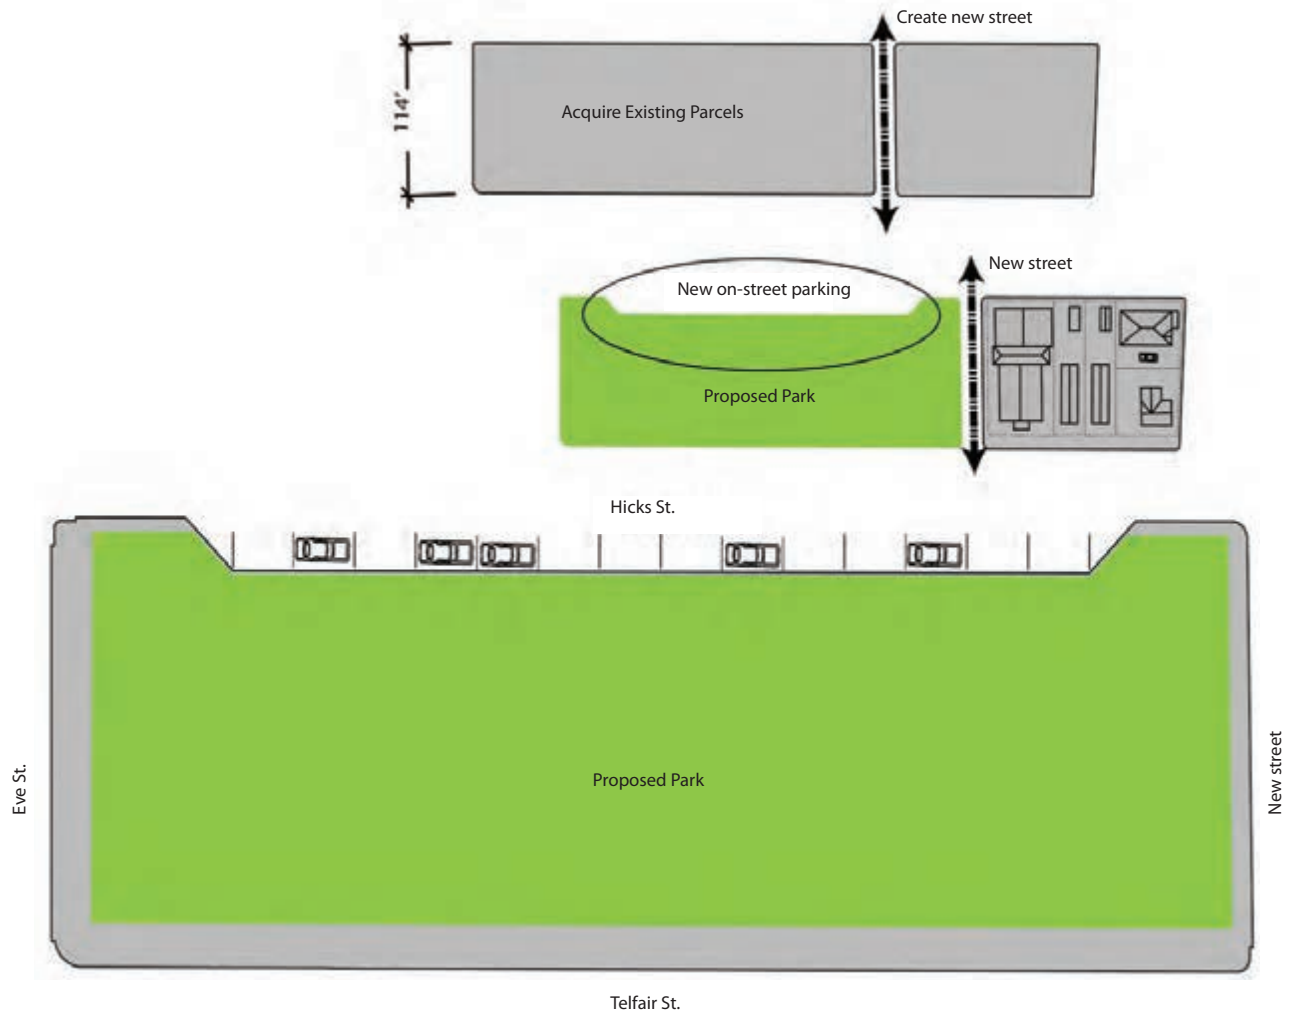 Create new street
114'
Acquire Existing Parcels
New street
New on-street parking
Proposed Park
Hicks St.
Eve St.
Proposed Park
New street
Telfair St.